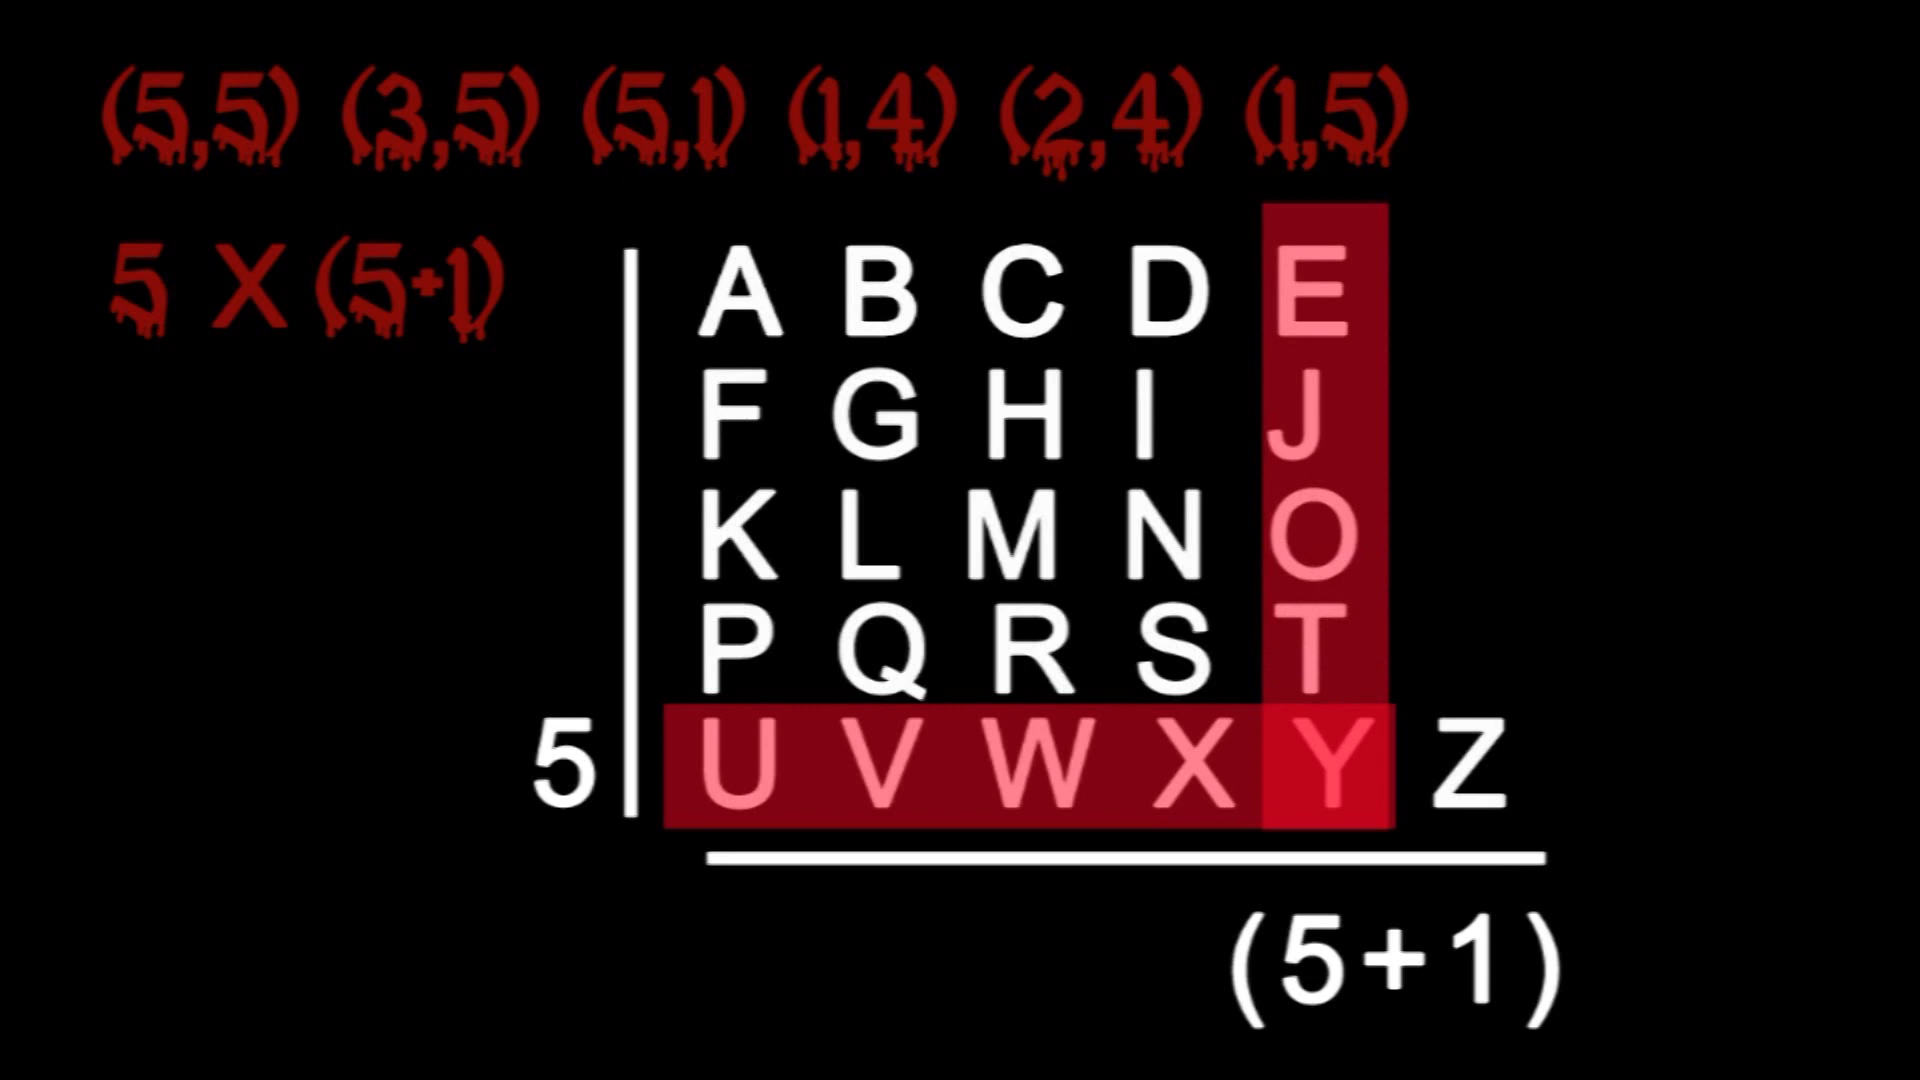 (5,5) (3,5) (5,1) (1,4) (2,4) (1,5)
5 X (5+1)
A B C D E
F G H I J
K L M N O
P Q R S T
5 U V W X Y Z
(5+1)